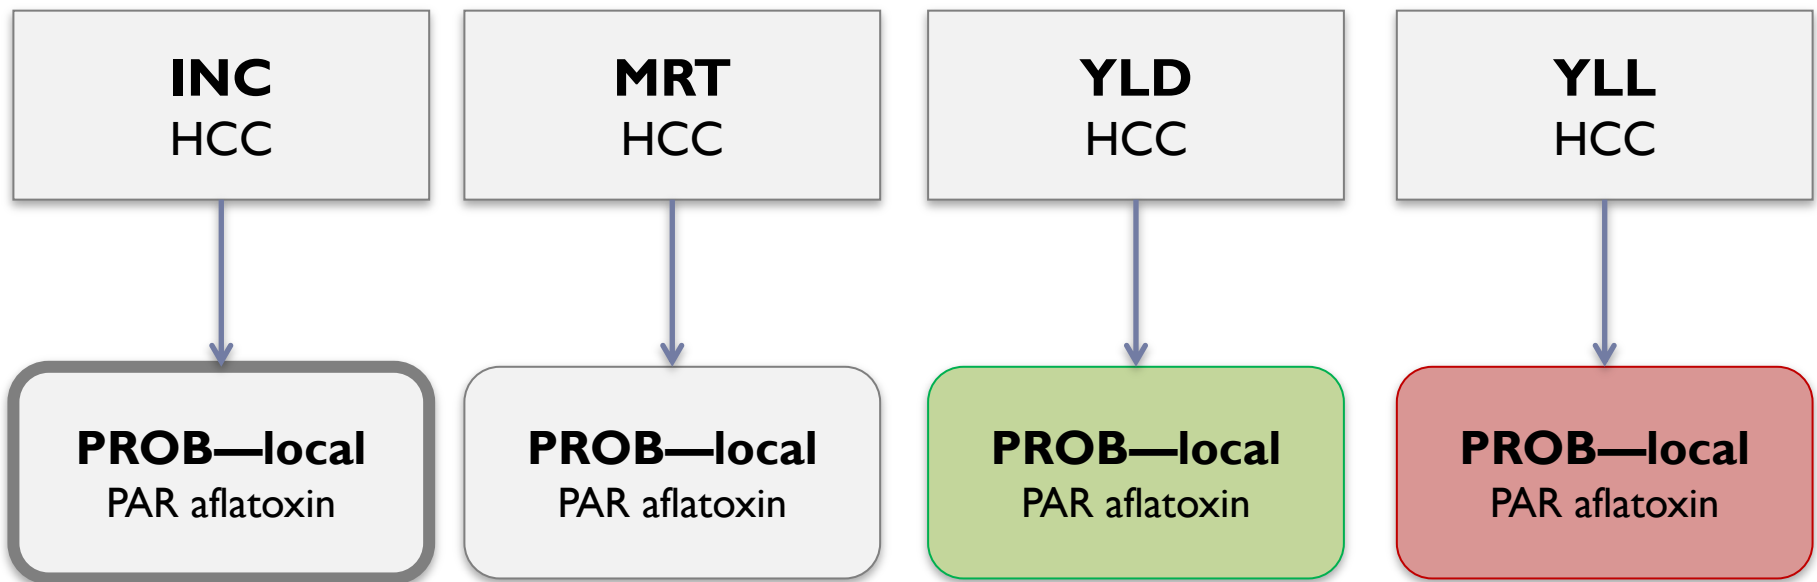 INC
HCC
MRT
HCC
YLD
HCC
YLL
HCC
PROB—local
PAR aflatoxin
PROB—local
PAR aflatoxin
PROB—local
PAR aflatoxin
PROB—local
PAR aflatoxin